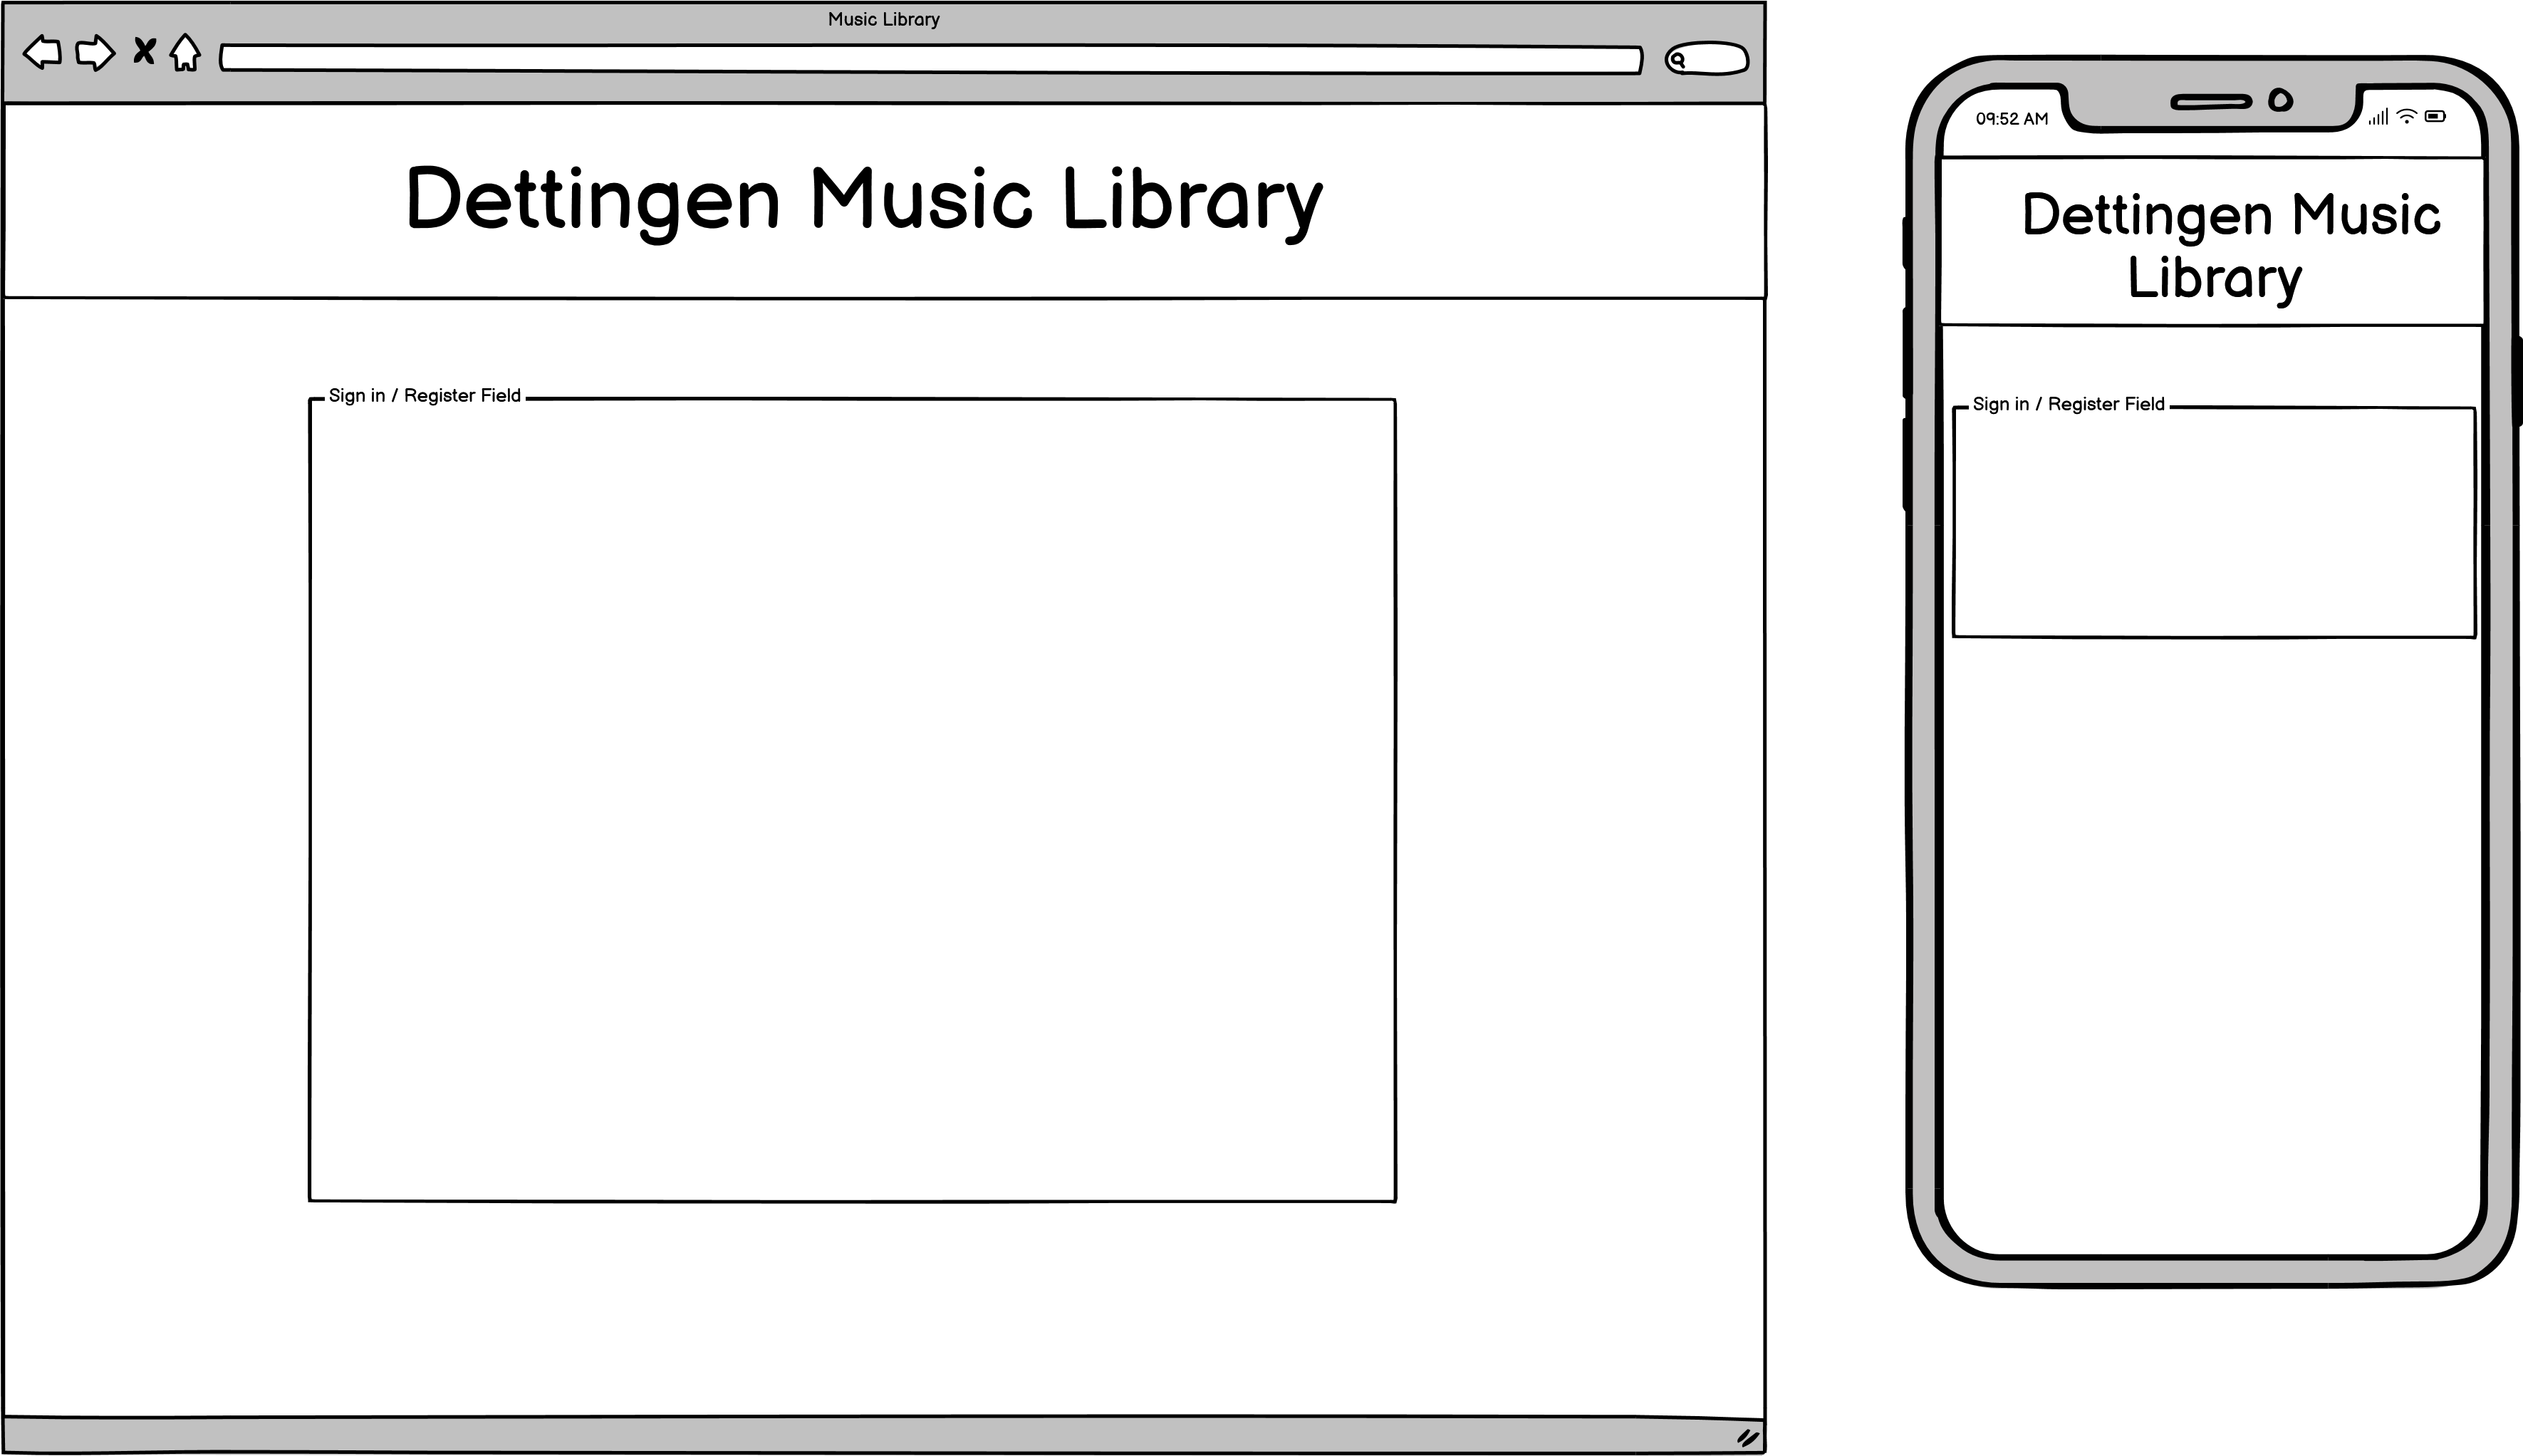 Music Library
Dettingen Music Library
Sign in / Register Field
09:52 AM
Dettingen Music
Library
Sign in / Register Field